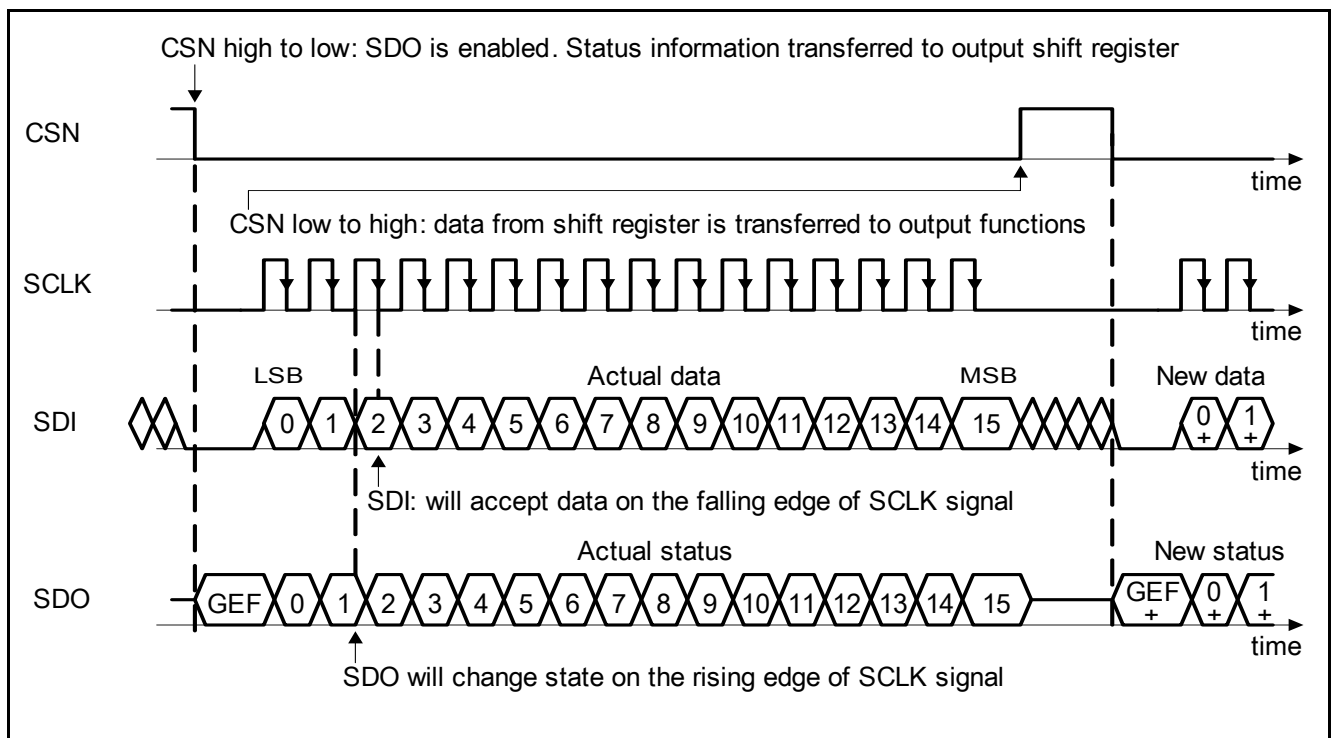 CSN high to low: SDO is enabled. Status information transferred to output shift register
CSN
time
CSN low to high: data from shift register is transferred to output functions
SCLK
time
LSB Actual data MSB New data
SDI
0 1 2 3 4 5 6 7 8 9 10 11 12 13 14 15 0+ 1+
time
SDI: will accept data on the falling edge of SCLK signal
Actual status New status
SDO
GEF 0 1 2 3 4 5 6 7 8 9 10 11 12 13 14 15 GEF+ 0+ 1+
time
SDO will change state on the rising edge of SCLK signal